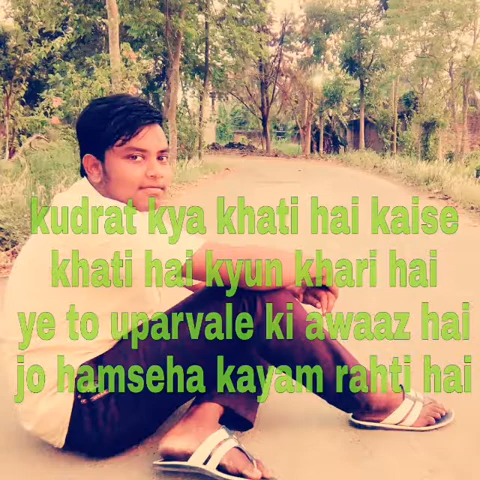 kudrat kya khati hai kaise
khati hai kyun khari hai
ye to uparvale ki awaaz hai
jo hamseha kayam rahti hai